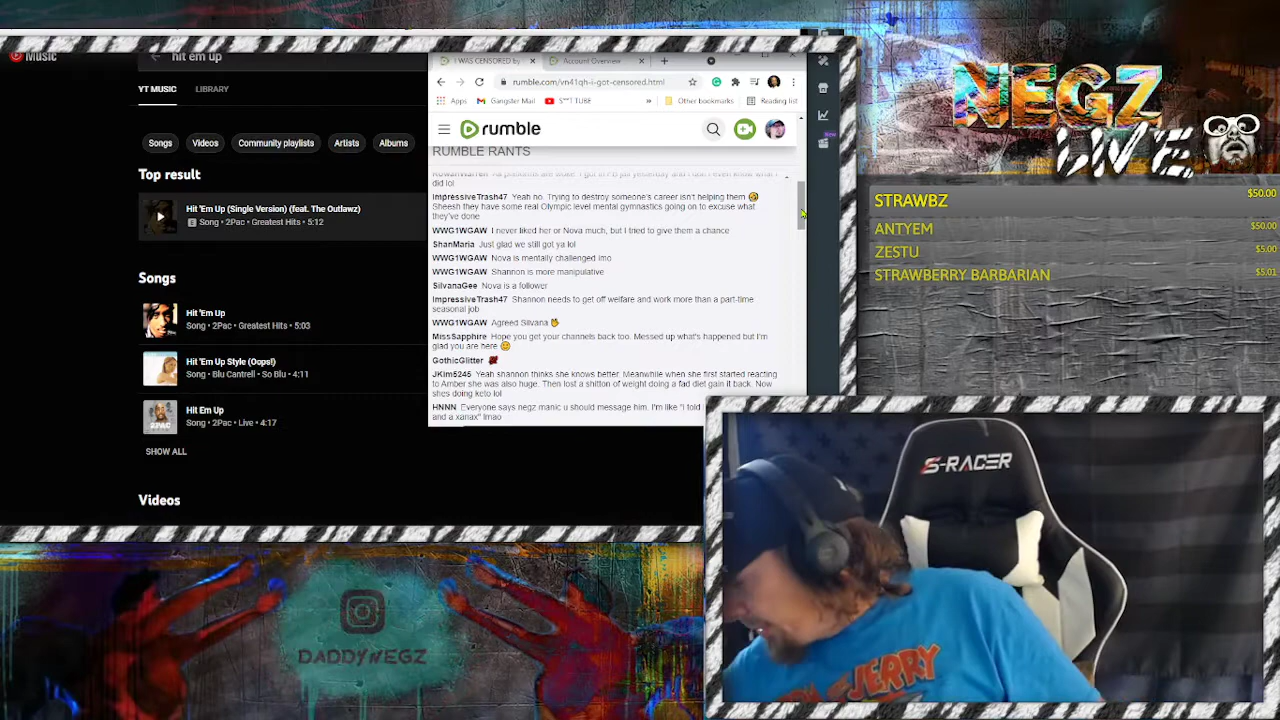 Music
hit em up
YT MUSIC LIBRARY
Songs Videos Community playlists Artists Albums
Top result
Hit 'Em Up (Single Version) (feat. The Outlawz)
E Song • 2Pac • Greatest Hits • 5:12
Songs
Hit 'Em Up
Song • 2Pac • Greatest Hits • 5:03
Hit 'Em Up Style (Oops!)
Song • Blu Cantrell • So Blu • 4:11
Hit Em Up
Song • 2Pac • Live • 4:17
SHOW ALL
Videos
I WAS CENSORED by Account Overview
rumble.com/vn41qh-i-got-censored.html
Apps Gangster Mail S**T TUBE » Other bookmarks Reading list
rumble
RUMBLE RANTS
did lol
ImpressiveTrash47 Yeah no. Trying to destroy someone's career isn't helping them
Sheesh they have some real Olympic level mental gymnastics going on to excuse what
they've done
WWG1WGAW I never liked her or Nova much, but I tried to give them a chance
ShanMaria Just glad we still got ya lol
WWG1WGAW Nova is mentally challenged imo
WWG1WGAW Shannon is more manipulative
SilvanaGee Nova is a follower
ImpressiveTrash47 Shannon needs to get off welfare and work more than a part-time
seasonal job
WWG1WGAW Agreed Silvana
MissSapphire Hope you get your channels back too. Messed up what's happened but I'm
glad you are here
GothicGlitter
JKim5245 Yeah shannon thinks she knows better. Meanwhile when she first started reacting
to Amber she was also huge. Then lost a shitton of weight doing a fad diet gain it back. Now
shes doing keto lol
HNNN Everyone says negz manic u should message him. I'm like "i told
and a xanax" lmao
NEGZ
LIVE
STRAWBZ $50.00
ANTYEM $50.00
ZESTU $5.00
STRAWBERRY BARBARIAN $5.01
S-RACER
JERRY
DADDYNEGZ